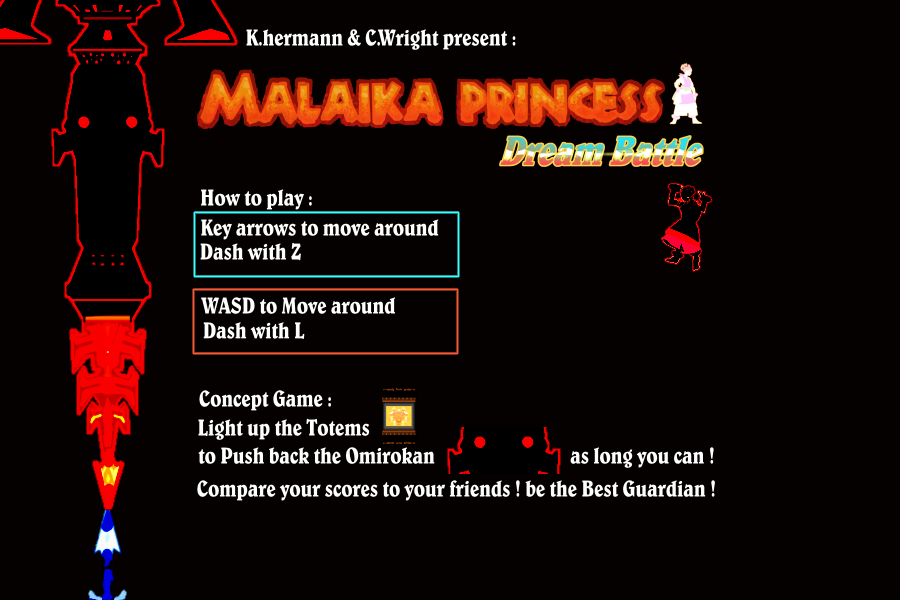 K.hermann & C.Wright present :
MALAIKA PRINCESS
Dream Battle
How to play :
Key arrows to move around
Dash with Z
WASD to Move around
Dash with L
Concept Game :
Light up the Totems
to Push back the Omirokan as long you can !
Compare your scores to your friends ! be the Best Guardian !